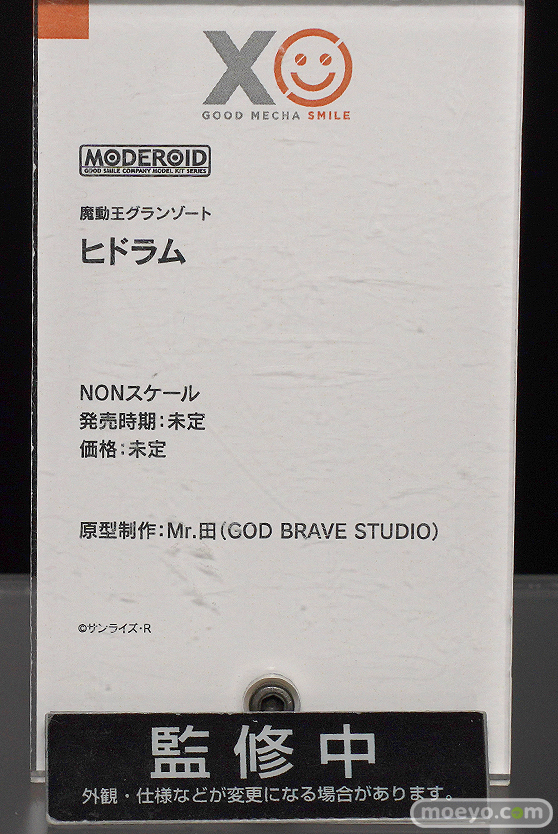 XO
GOOD MECHA SMILE
MODEROID
GOOD SMILE COMPANY MODEL KIT SERIES
魔動王グランゾート
ヒドラム
NONスケール
発売時期:未定
価格:未定
原型制作:Mr.田(GOD BRAVE STUDIO)
©サンライズ・R
監修中
外観・仕様などが変更になる場合があります。
moeyo.com